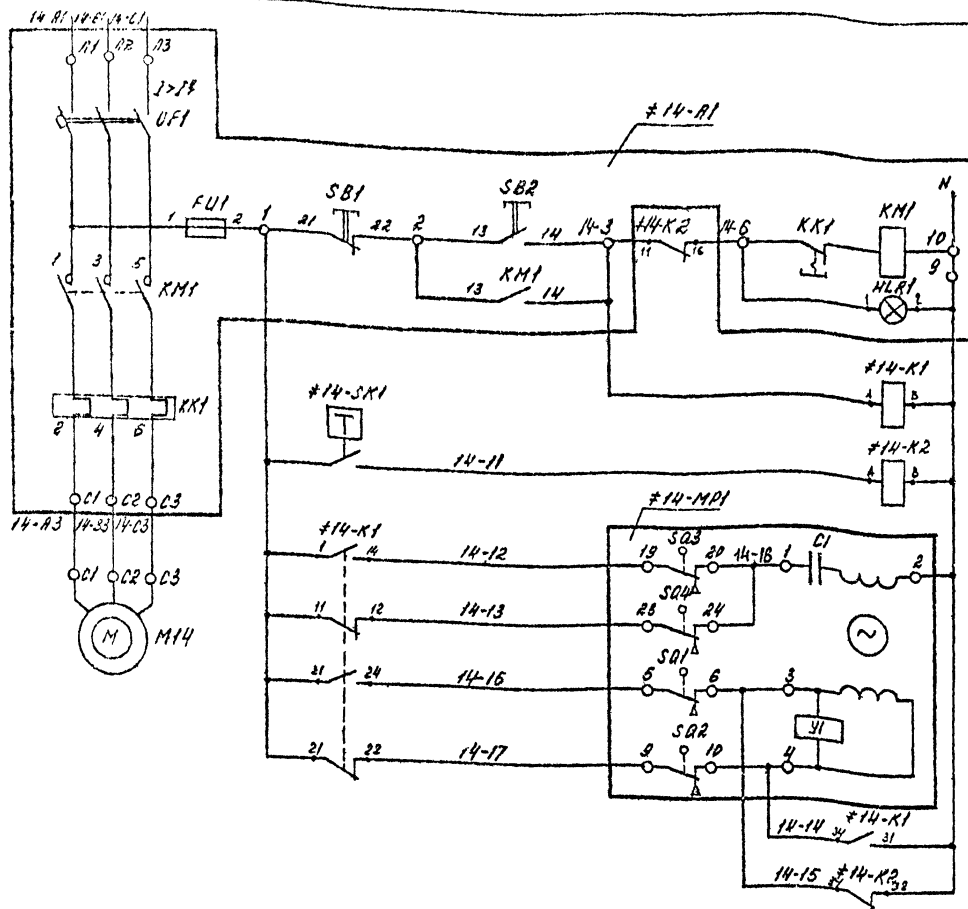 14-A1 14-B1 14-C1
A1 A2 A3
I>I4
UF1
≠14-A1
N
FU1
1 2
1
SB1
21 22
2
SB2
13 14
14-3
≠14-K2
11 16
14-6
KK1
KM1
10
9
1 3 5
KM1
KM1
13 14
HLR1
1 2
≠14-K1
A B
KK1
2 4 6
≠14-SK1
T
14-11
≠14-K2
A B
C1 C2 C3
14-A3 14-B3 14-C3
≠14-MP1
≠14-K1
1 14
14-12
SQ3
19 20
14-18
1
C1
2
C1 C2 C3
11 12
14-13
SQ4
23 24
M
M14
21 24
14-16
SQ1
5 6
3
У1
21 22
14-17
SQ2
9 10
4
14-14
34
≠14-K1
31
14-15
≠14-K2
32